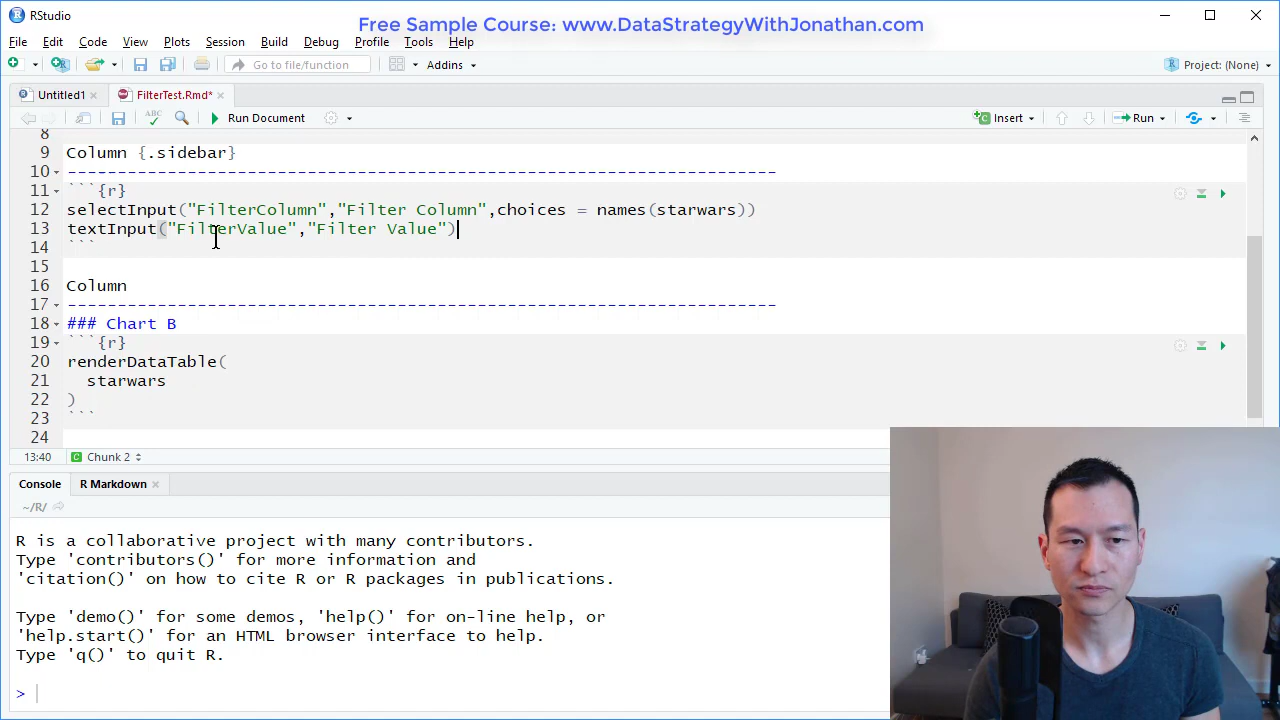 RStudio
Free Sample Course: www.DataStrategyWithJonathan.com
File Edit Code View Plots Session Build Debug Profile Tools Help
Go to file/function Addins Project: (None)
Untitled1 FilterTest.Rmd*
ABC Run Document Insert Run
8
9 Column {.sidebar}
10 -----------------------------------------------------------------------
11 ```{r}
12 selectInput("FilterColumn","Filter Column",choices = names(starwars))
13 textInput("FilterValue","Filter Value")
14 ```
15
16 Column
17 -----------------------------------------------------------------------
18 ### Chart B
19 ```{r}
20 renderDataTable(
21 starwars
22 )
23 ```
24
13:40 Chunk 2
Console R Markdown
~/R/
R is a collaborative project with many contributors.
Type 'contributors()' for more information and
'citation()' on how to cite R or R packages in publications.
Type 'demo()' for some demos, 'help()' for on-line help, or
'help.start()' for an HTML browser interface to help.
Type 'q()' to quit R.
>